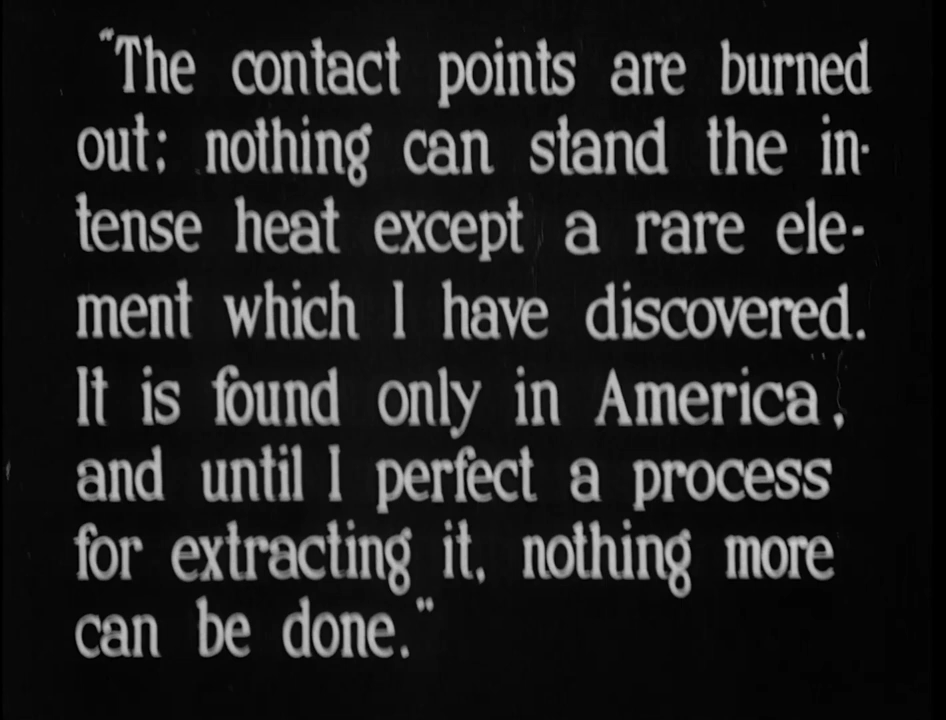 "The contact points are burned
out; nothing can stand the in-
tense heat except a rare ele-
ment which I have discovered.
It is found only in America,
and until I perfect a process
for extracting it, nothing more
can be done."